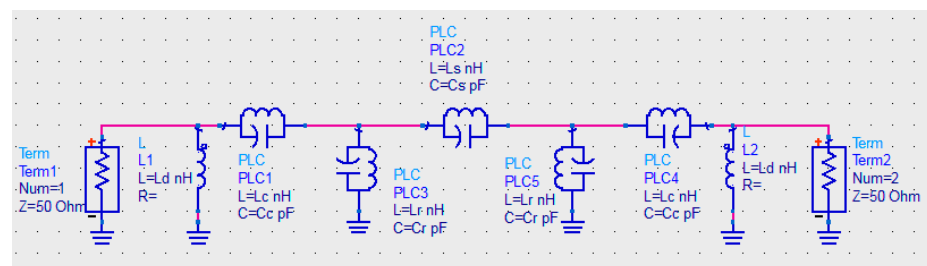 PLC
PLC2
L=Ls nH
C=Cs pF
Term
Term1
Num=1
Z=50 Ohm
L
L1
L=Ld nH
R=
PLC
PLC1
L=Lc nH
C=Cc pF
PLC
PLC3
L=Lr nH
C=Cr pF
PLC
PLC5
L=Lr nH
C=Cr pF
PLC
PLC4
L=Lc nH
C=Cc pF
L
L2
L=Ld nH
R=
Term
Term2
Num=2
Z=50 Ohm